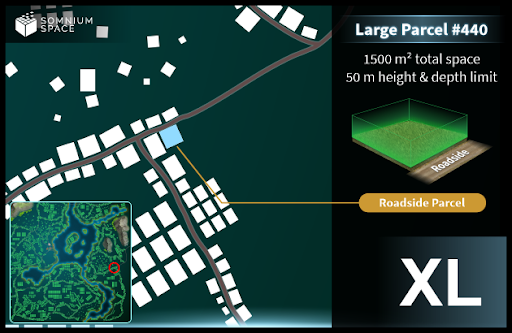 SOMNIUM
SPACE
Large Parcel #440
1500 m² total space
50 m height & depth limit
Roadside
Roadside Parcel
XL